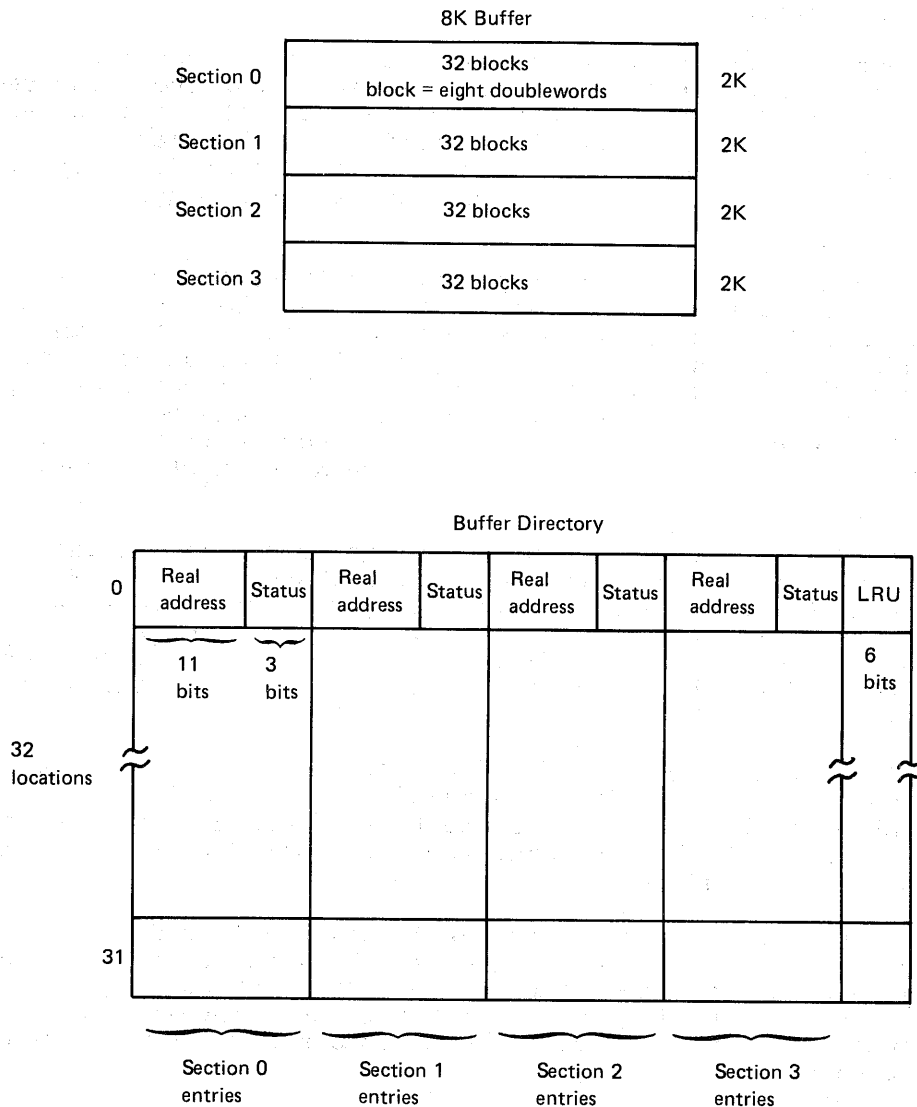 8K Buffer
Section 0
32 blocks
block = eight doublewords
2K
Section 1
32 blocks
2K
Section 2
32 blocks
2K
Section 3
32 blocks
2K
Buffer Directory
0
Real
address
Status
Real
address
Status
Real
address
Status
Real
address
Status
LRU
11
bits
3
bits
6
bits
32
locations
31
Section 0
entries
Section 1
entries
Section 2
entries
Section 3
entries